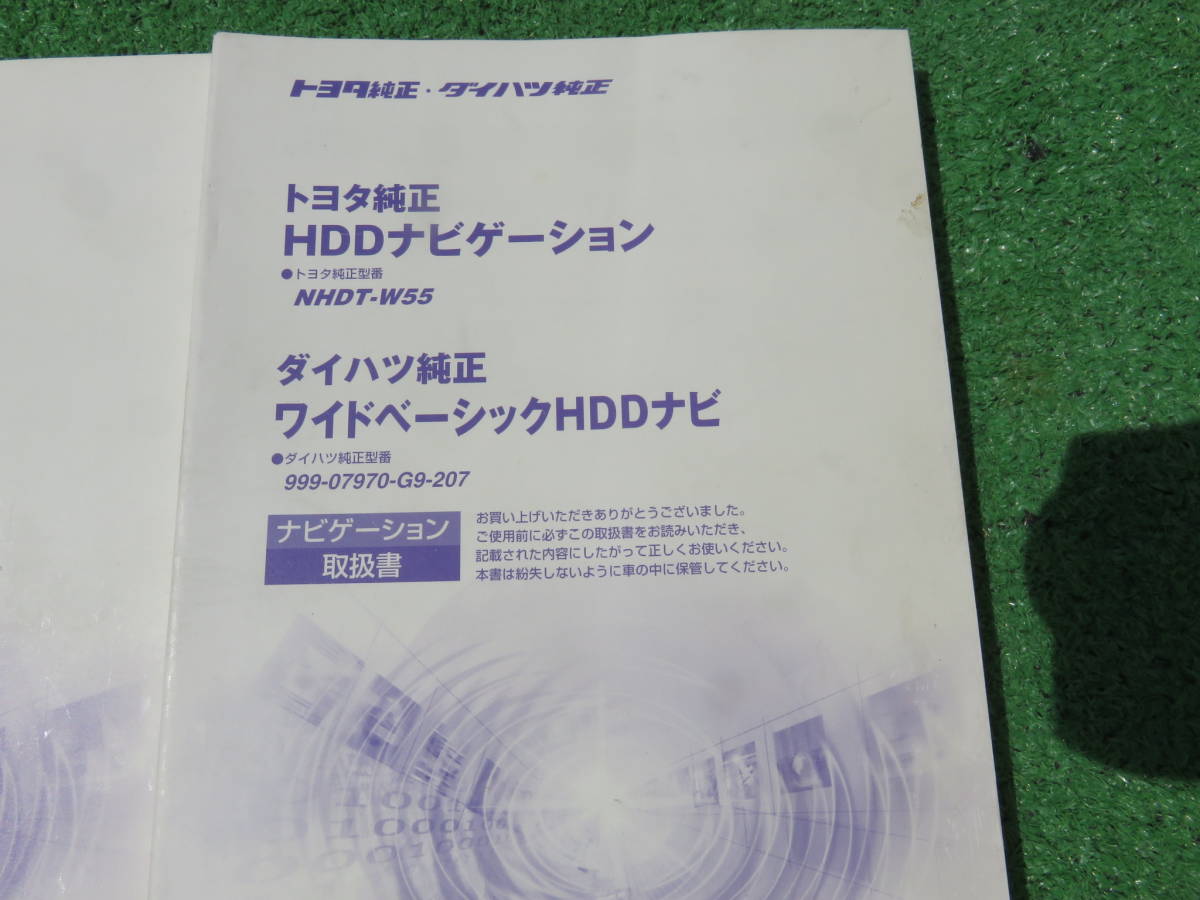 トヨタ純正・ダイハツ純正
トヨタ純正
HDDナビゲーション
●トヨタ純正型番
NHDT-W55
ダイハツ純正
ワイドベーシックHDDナビ
●ダイハツ純正型番
999-07970-G9-207
ナビゲーション
取扱書
お買い上げいただきありがとうございました。
ご使用前に必ずこの取扱書をお読みいただき、
記載された内容にしたがって正しくお使いください。
本書は紛失しないように車の中に保管してください。